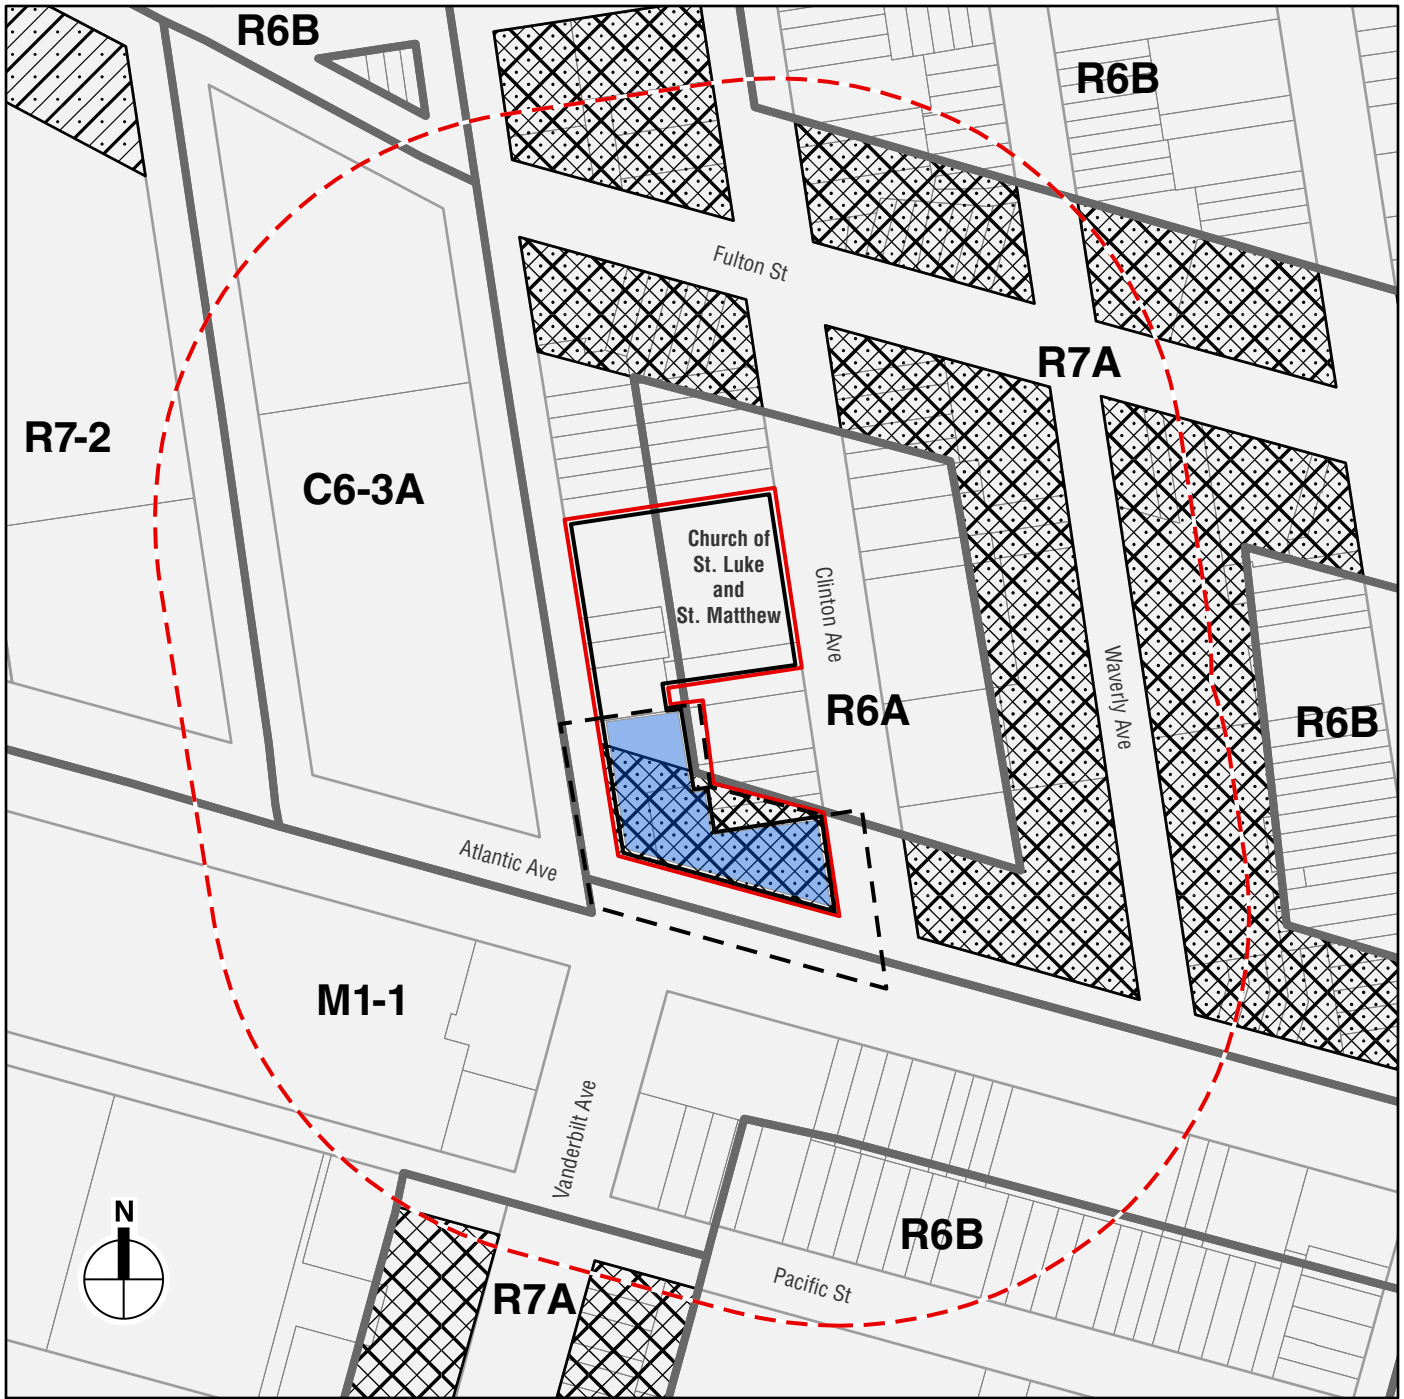 R6B
R6B
Fulton St
R7A
R7-2
C6-3A
Church of
St. Luke
and
St. Matthew
Clinton Ave
Waverly Ave
R6A
R6B
Atlantic Ave
M1-1
Vanderbilt Ave
N
R6B
Pacific St
R7A